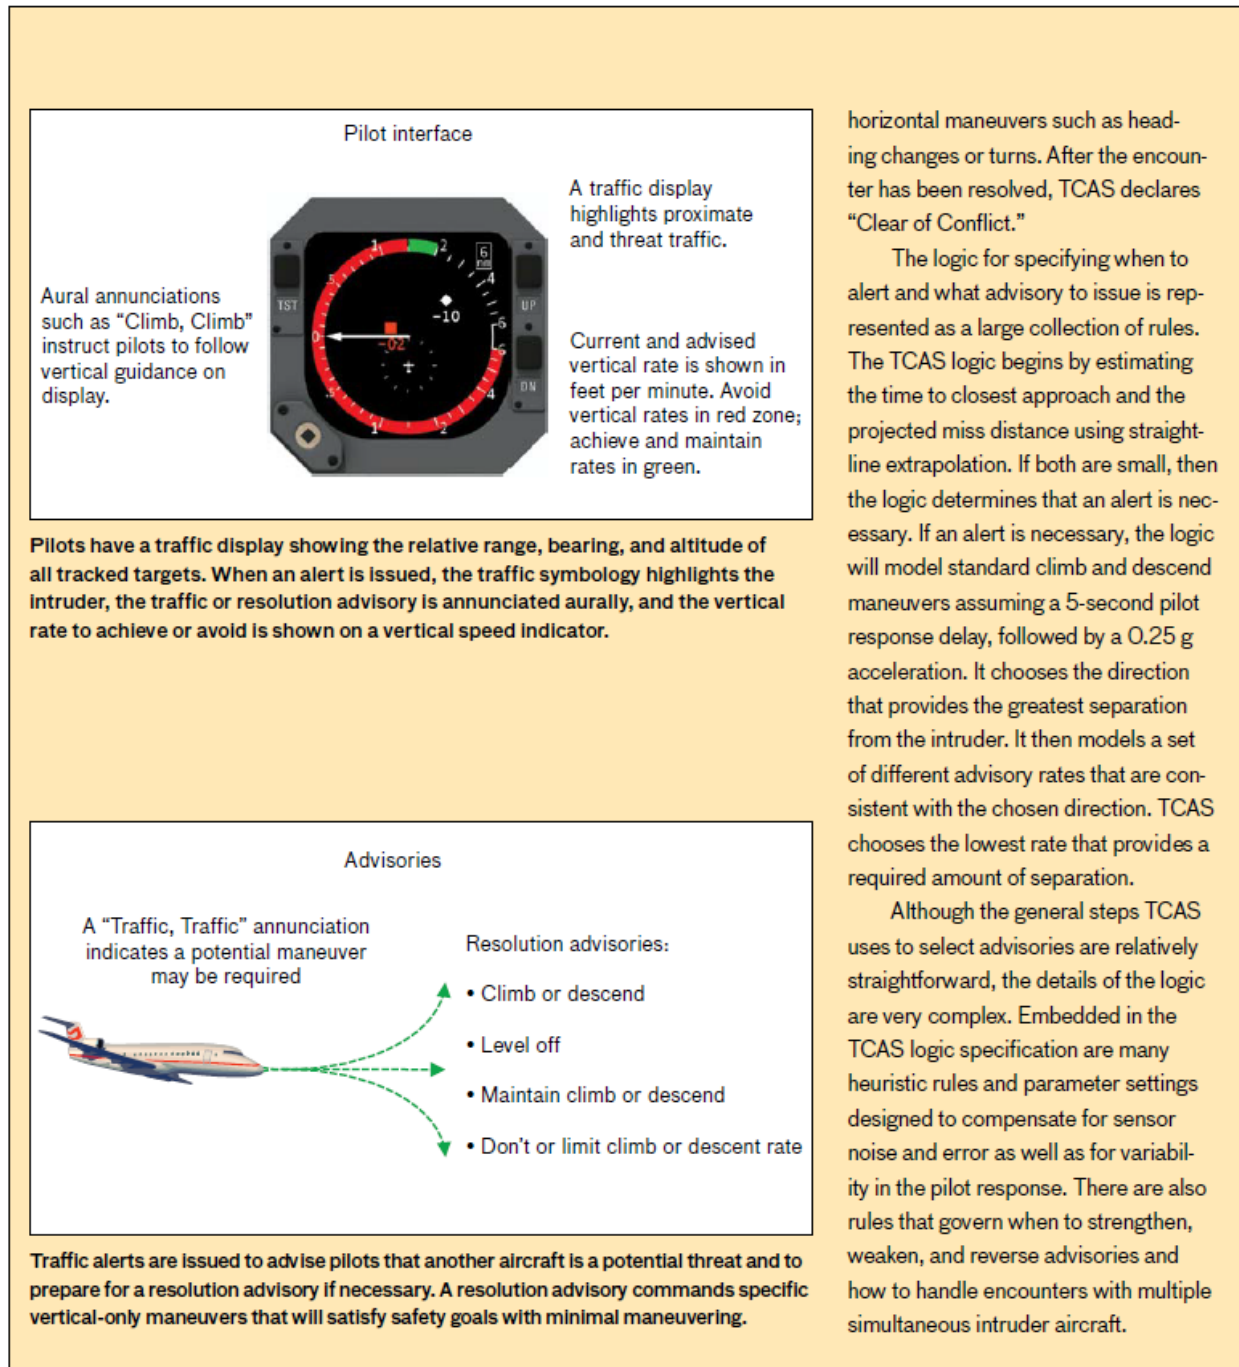 Pilot interface
Aural annunciations
such as “Climb, Climb”
instruct pilots to follow
vertical guidance on
display.
TST
UP
DN
1
2
6
nm
.5
4
-10
0
6
-02
6
.5
4
1
2
A traffic display
highlights proximate
and threat traffic.
Current and advised
vertical rate is shown in
feet per minute. Avoid
vertical rates in red zone;
achieve and maintain
rates in green.
Pilots have a traffic display showing the relative range, bearing, and altitude of
all tracked targets. When an alert is issued, the traffic symbology highlights the
intruder, the traffic or resolution advisory is annunciated aurally, and the vertical
rate to achieve or avoid is shown on a vertical speed indicator.
Advisories
A “Traffic, Traffic” annunciation
indicates a potential maneuver
may be required
Resolution advisories:
• Climb or descend
• Level off
• Maintain climb or descend
• Don’t or limit climb or descent rate
Traffic alerts are issued to advise pilots that another aircraft is a potential threat and to
prepare for a resolution advisory if necessary. A resolution advisory commands specific
vertical-only maneuvers that will satisfy safety goals with minimal maneuvering.
horizontal maneuvers such as head-
ing changes or turns. After the encoun-
ter has been resolved, TCAS declares
“Clear of Conflict.”
The logic for specifying when to
alert and what advisory to issue is rep-
resented as a large collection of rules.
The TCAS logic begins by estimating
the time to closest approach and the
projected miss distance using straight-
line extrapolation. If both are small, then
the logic determines that an alert is nec-
essary. If an alert is necessary, the logic
will model standard climb and descend
maneuvers assuming a 5-second pilot
response delay, followed by a 0.25 g
acceleration. It chooses the direction
that provides the greatest separation
from the intruder. It then models a set
of different advisory rates that are con-
sistent with the chosen direction. TCAS
chooses the lowest rate that provides a
required amount of separation.
Although the general steps TCAS
uses to select advisories are relatively
straightforward, the details of the logic
are very complex. Embedded in the
TCAS logic specification are many
heuristic rules and parameter settings
designed to compensate for sensor
noise and error as well as for variabil-
ity in the pilot response. There are also
rules that govern when to strengthen,
weaken, and reverse advisories and
how to handle encounters with multiple
simultaneous intruder aircraft.